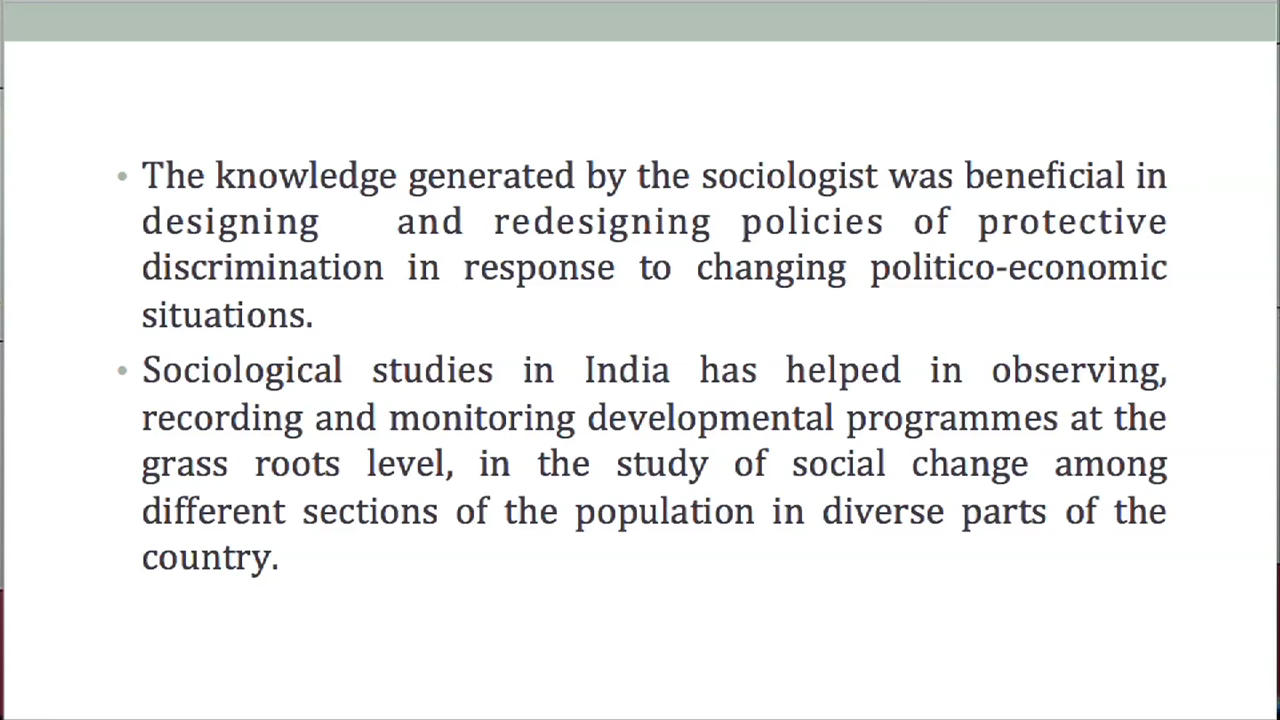 • The knowledge generated by the sociologist was beneficial in
designing and redesigning policies of protective
discrimination in response to changing politico-economic
situations.
• Sociological studies in India has helped in observing,
recording and monitoring developmental programmes at the
grass roots level, in the study of social change among
different sections of the population in diverse parts of the
country.